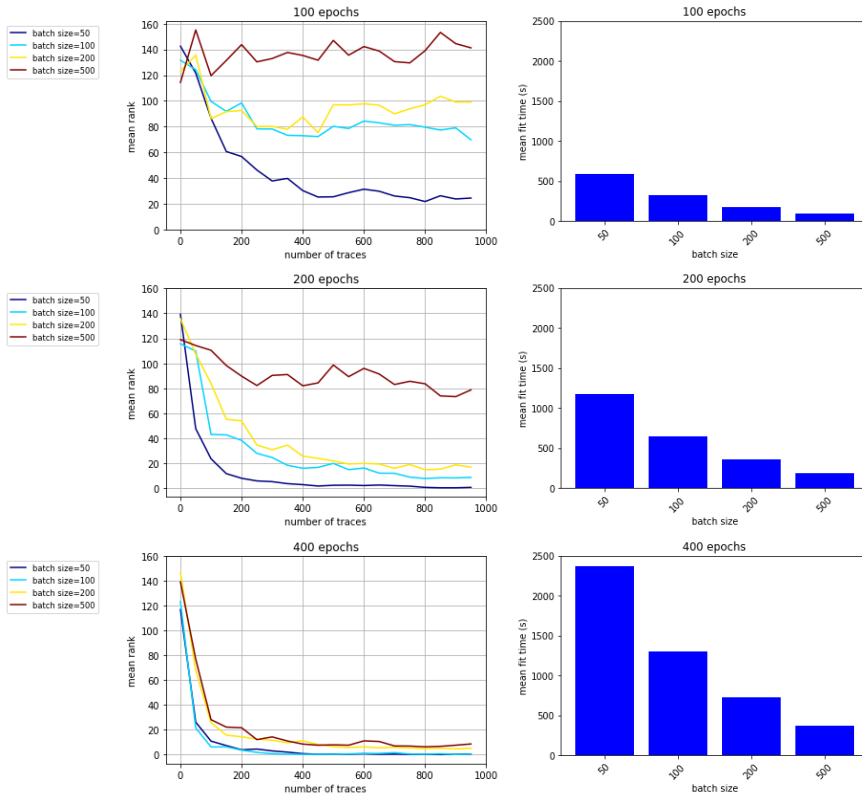 100 epochs
batch size=50
batch size=100
batch size=200
batch size=500
mean rank
160
140
120
100
80
60
40
20
0
0 200 400 600 800 1000
number of traces
100 epochs
mean fit time (s)
2500
2000
1500
1000
500
0
50 100 200 500
batch size
200 epochs
batch size=50
batch size=100
batch size=200
batch size=500
mean rank
160
140
120
100
80
60
40
20
0
0 200 400 600 800 1000
number of traces
200 epochs
mean fit time (s)
2500
2000
1500
1000
500
0
50 100 200 500
batch size
400 epochs
batch size=50
batch size=100
batch size=200
batch size=500
mean rank
160
140
120
100
80
60
40
20
0
0 200 400 600 800 1000
number of traces
400 epochs
mean fit time (s)
2500
2000
1500
1000
500
0
50 100 200 500
batch size